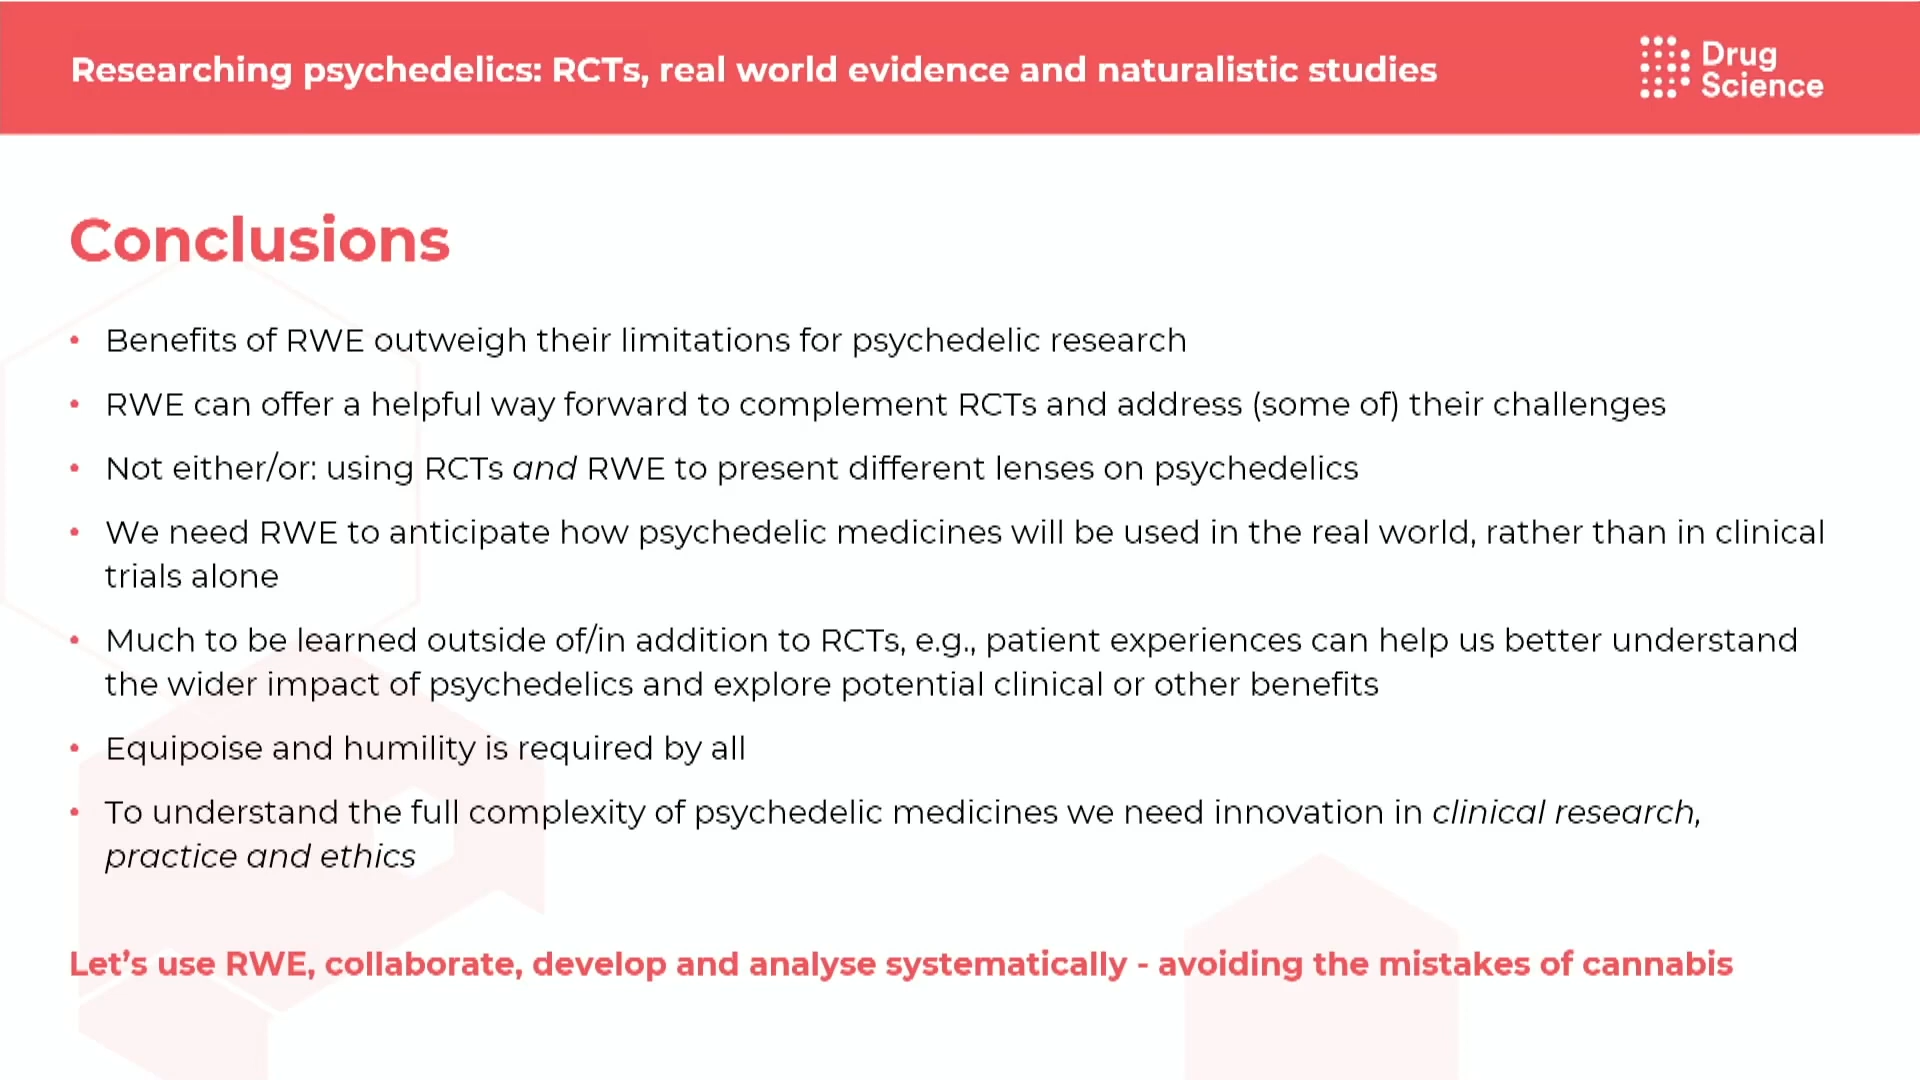 Researching psychedelics: RCTs, real world evidence and naturalistic studies
Drug
Science
Conclusions
• Benefits of RWE outweigh their limitations for psychedelic research
• RWE can offer a helpful way forward to complement RCTs and address (some of) their challenges
• Not either/or: using RCTs and RWE to present different lenses on psychedelics
• We need RWE to anticipate how psychedelic medicines will be used in the real world, rather than in clinical
trials alone
• Much to be learned outside of/in addition to RCTs, e.g., patient experiences can help us better understand
the wider impact of psychedelics and explore potential clinical or other benefits
• Equipoise and humility is required by all
• To understand the full complexity of psychedelic medicines we need innovation in clinical research,
practice and ethics
Let’s use RWE, collaborate, develop and analyse systematically - avoiding the mistakes of cannabis